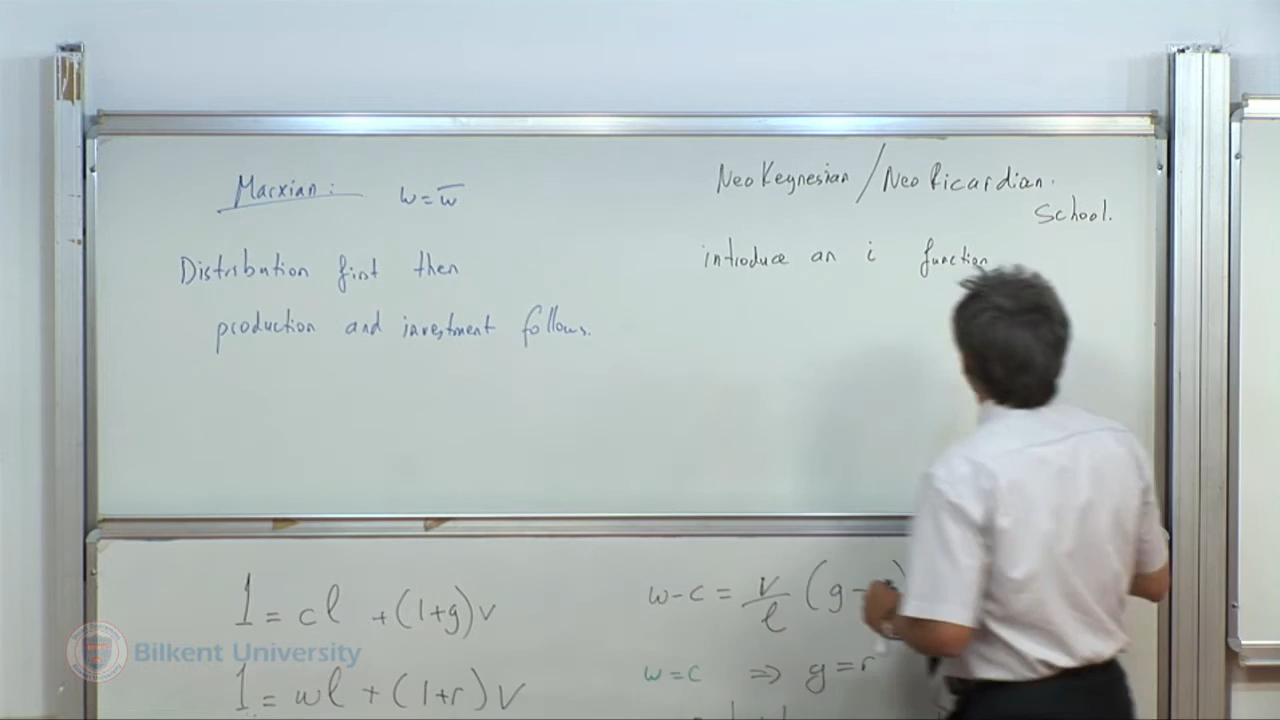 Marxian: w = w̄
Distribution first then
production and investment follows.
Neo Keynesian / Neo Ricardian
School.
introduce an i function
1 = cl + (1+g)v
1 = wl + (1+r)v
w-c = v/l (g-
w=c ⇒ g=r
Bilkent University